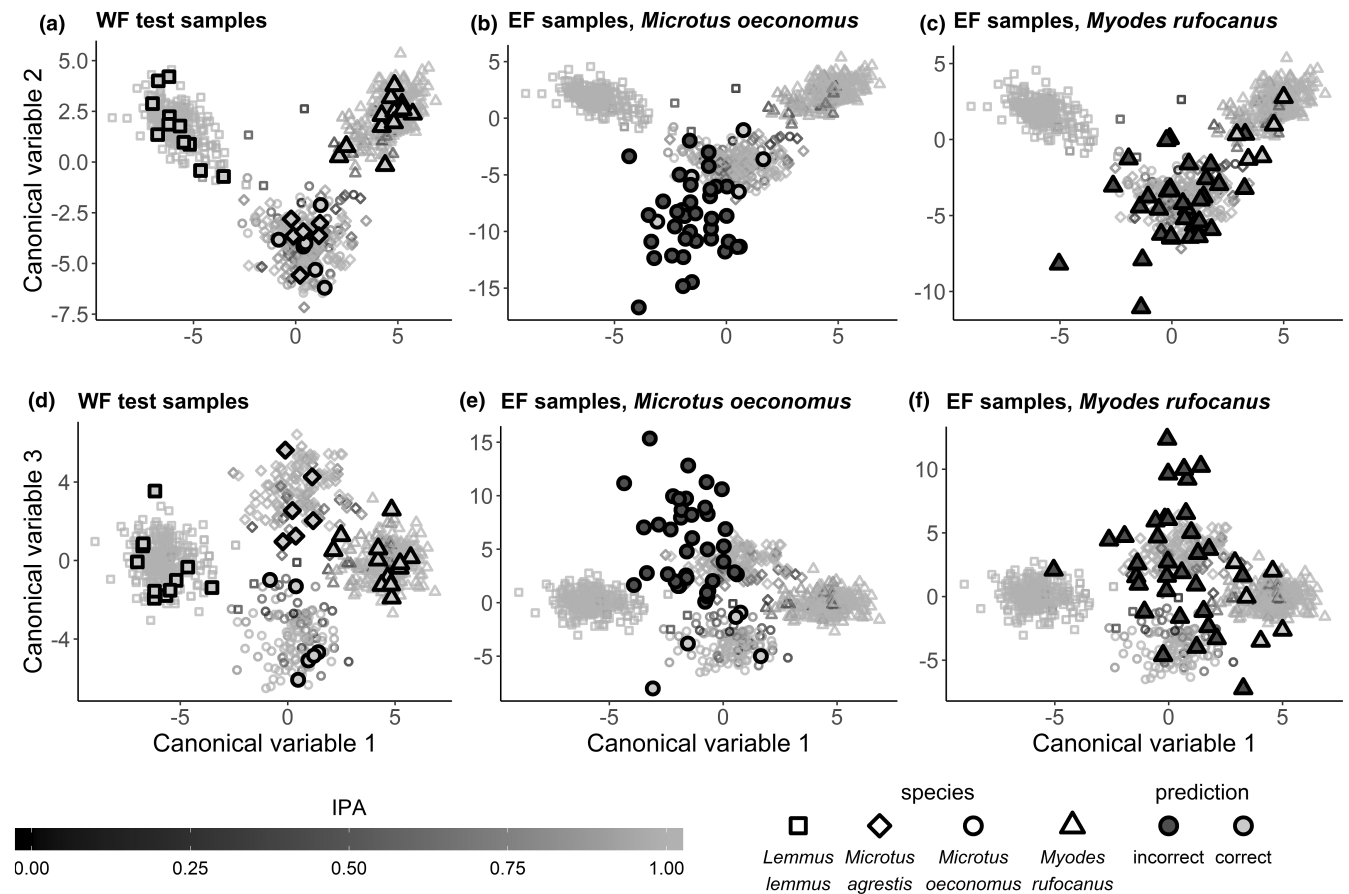 (a) WF test samples
(b) EF samples, Microtus oeconomus
(c) EF samples, Myodes rufocanus
Canonical variable 2
5.0
2.5
0.0
-2.5
-5.0
-7.5
-5 0 5
5
0
-5
-10
-15
-5 0 5
5
0
-5
-10
-5 0 5
(d) WF test samples
(e) EF samples, Microtus oeconomus
(f) EF samples, Myodes rufocanus
Canonical variable 3
4
0
-4
-5 0 5
Canonical variable 1
15
10
5
0
-5
-5 0 5
Canonical variable 1
10
5
0
-5
-5 0 5
Canonical variable 1
IPA
0.00 0.25 0.50 0.75 1.00
species
Lemmus lemmus
Microtus agrestis
Microtus oeconomus
Myodes rufocanus
prediction
incorrect correct